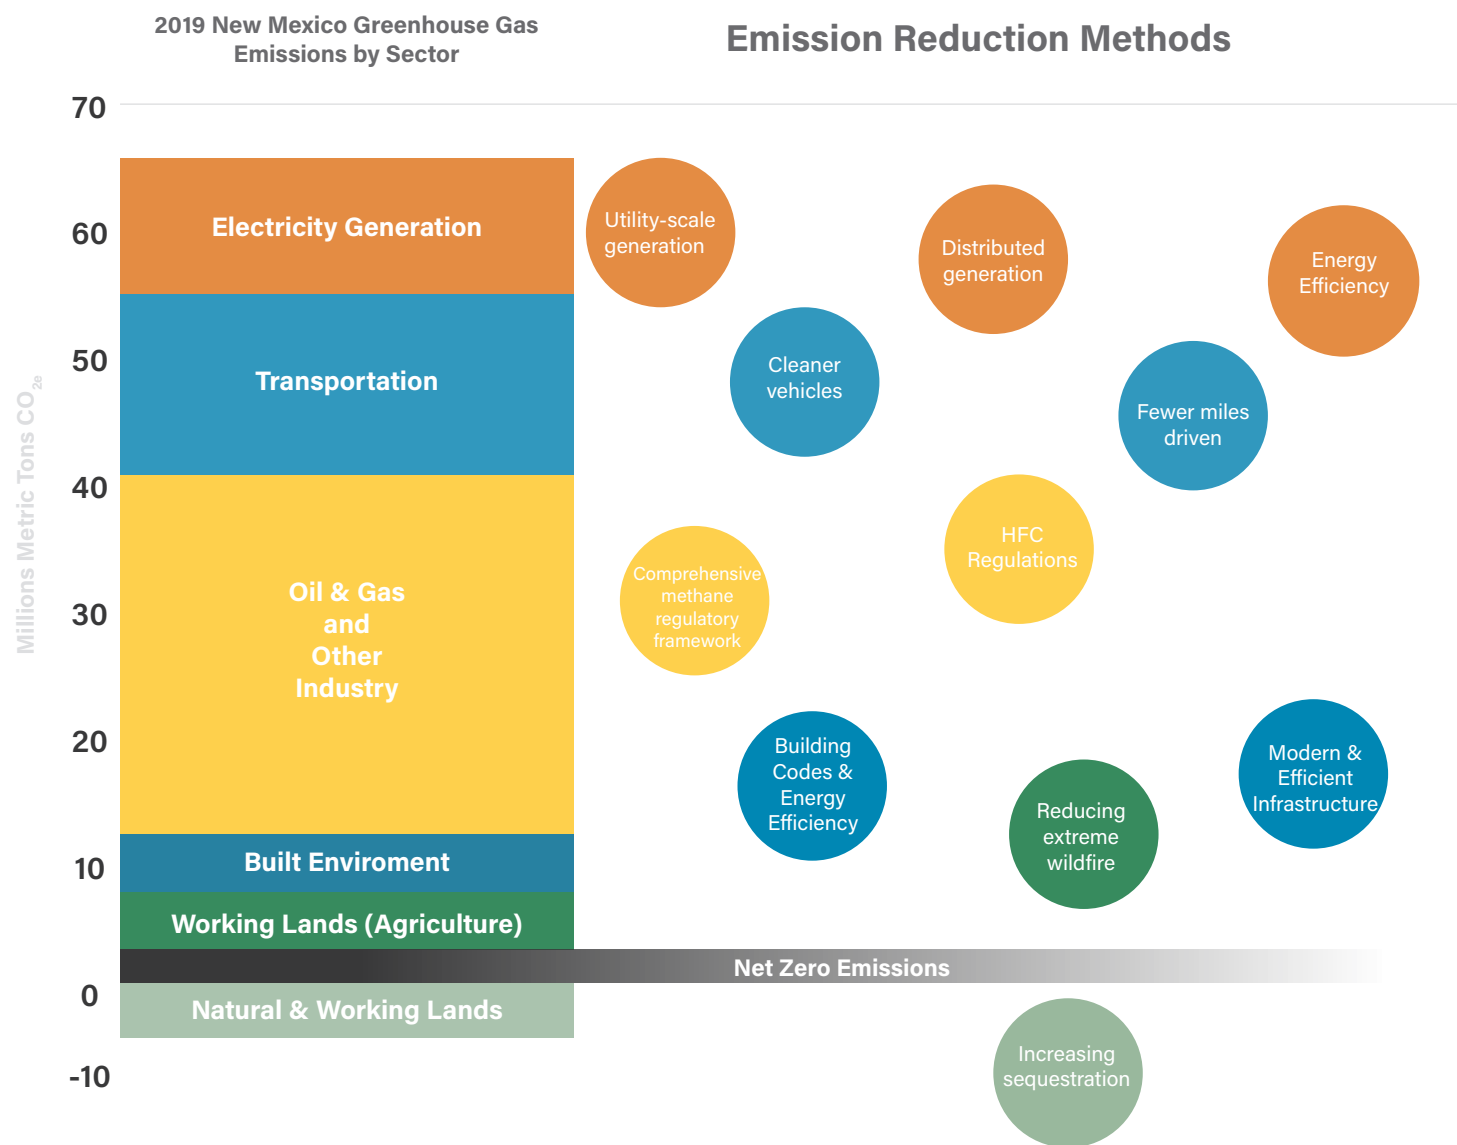 2019 New Mexico Greenhouse Gas
Emissions by Sector
Emission Reduction Methods
Millions Metric Tons CO2e
70
60
50
40
30
20
10
0
-10
Electricity Generation
Transportation
Oil & Gas
and
Other
Industry
Built Enviroment
Working Lands (Agriculture)
Net Zero Emissions
Natural & Working Lands
Utility-scale
generation
Distributed
generation
Energy
Efficiency
Cleaner
vehicles
Fewer miles
driven
Comprehensive
methane
regulatory
framework
HFC
Regulations
Building
Codes &
Energy
Efficiency
Reducing
extreme
wildfire
Modern &
Efficient
Infrastructure
Increasing
sequestration